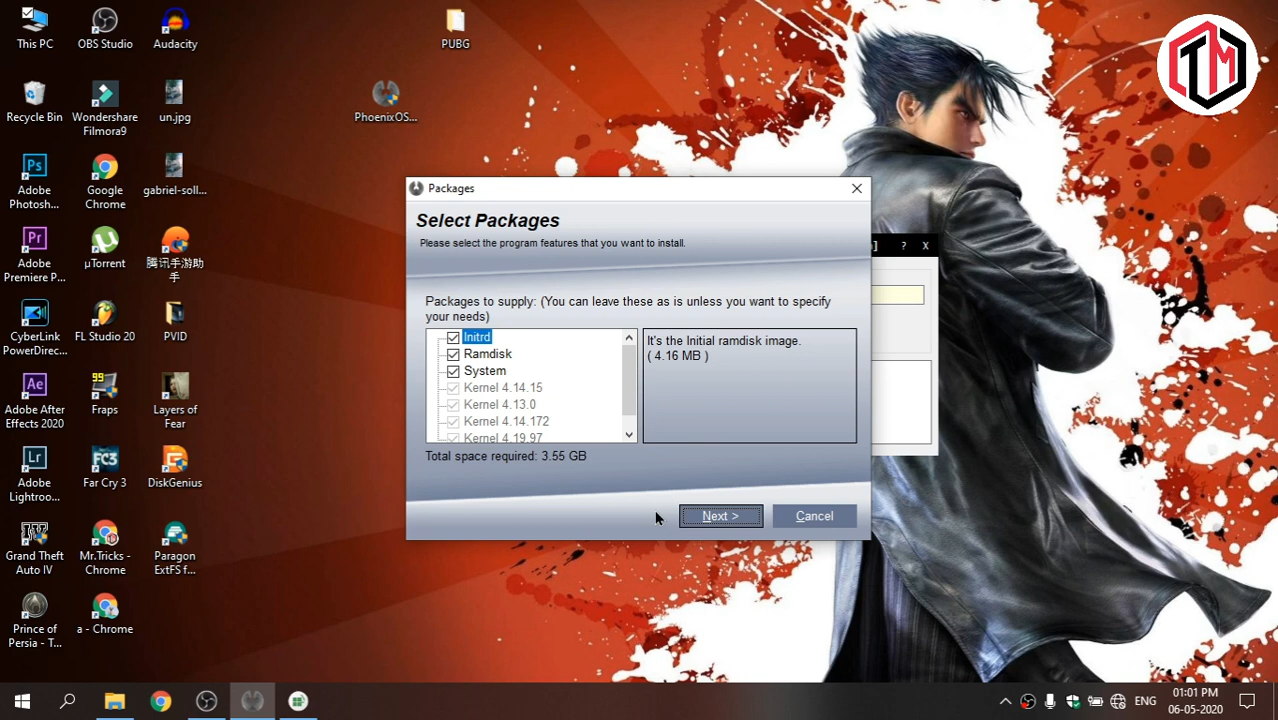 This PC
OBS Studio
Audacity
PUBG
Recycle Bin
Wondershare
Filmora9
un.jpg
PhoenixOS...
Adobe
Photosh...
Google
Chrome
gabriel-soll...
Adobe
Premiere P...
µTorrent
腾讯手游助
手
CyberLink
PowerDirec...
FL Studio 20
PVID
Adobe After
Effects 2020
99
Fraps
Layers of
Fear
Adobe
Lightroo...
Far Cry 3
DiskGenius
Grand Theft
Auto IV
Mr.Tricks -
Chrome
Paragon
ExtFS f...
Prince of
Persia - T...
a - Chrome
Packages
Select Packages
Please select the program features that you want to install.
Packages to supply: (You can leave these as is unless you want to specify
your needs)
Initrd
Ramdisk
System
Kernel 4.14.15
Kernel 4.13.0
Kernel 4.14.172
Kernel 4.19.97
It's the Initial ramdisk image.
( 4.16 MB )
Total space required: 3.55 GB
Next >
Cancel
] ? X
TM
Ps
Pr
Ae
Lr
FC3
IV
ENG
01:01 PM
06-05-2020